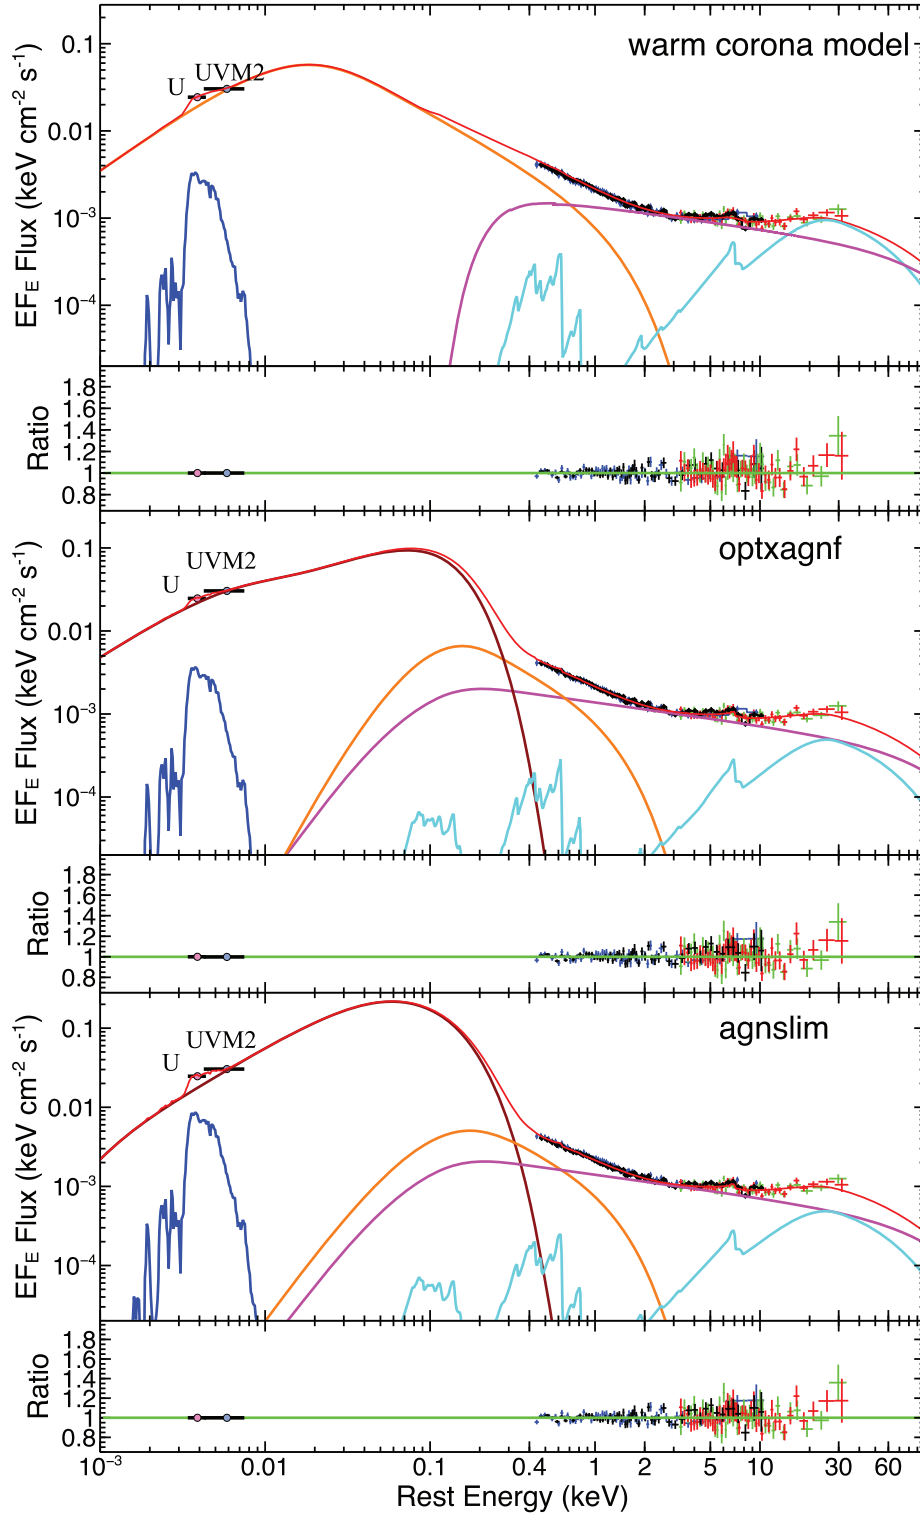 warm corona model
EF_E Flux (keV cm⁻² s⁻¹)
0.1
0.01
10⁻³
10⁻⁴
U
UVM2
Ratio
1.8
1.6
1.4
1.2
1
0.8
optxagnf
EF_E Flux (keV cm⁻² s⁻¹)
0.1
0.01
10⁻³
10⁻⁴
U
UVM2
Ratio
1.8
1.6
1.4
1.2
1
0.8
agnslim
EF_E Flux (keV cm⁻² s⁻¹)
0.1
0.01
10⁻³
10⁻⁴
U
UVM2
Ratio
1.8
1.6
1.4
1.2
1
0.8
10⁻³ 0.01 0.1 0.4 1 2 5 10 30 60
Rest Energy (keV)